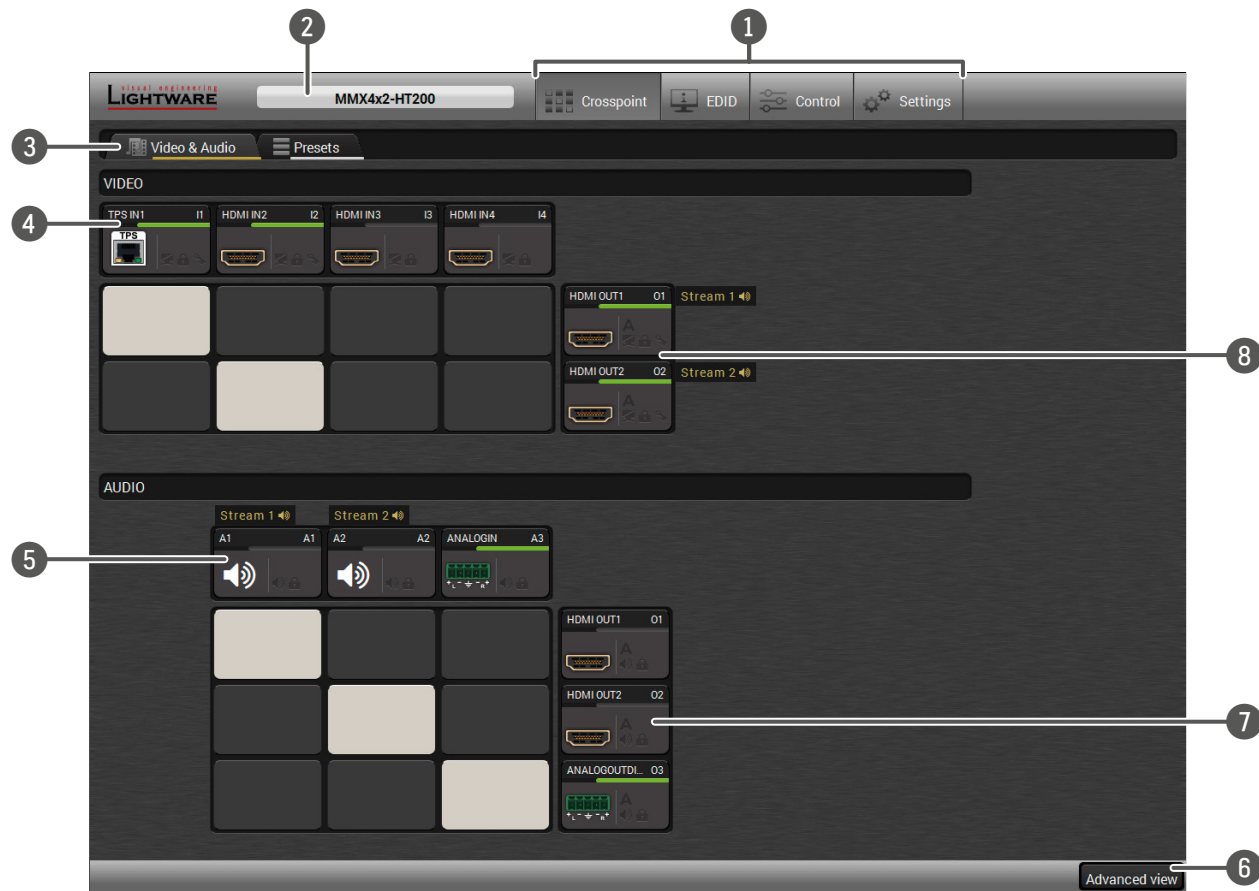 2
1
visual engineering
LIGHTWARE
MMX4x2-HT200
Crosspoint
EDID
Control
Settings
3
Video & Audio
Presets
VIDEO
4
TPS IN1 I1
HDMI IN2 I2
HDMI IN3 I3
HDMI IN4 I4
TPS
HDMI OUT1 O1
Stream 1
A
8
HDMI OUT2 O2
Stream 2
A
AUDIO
Stream 1
Stream 2
5
A1 A1
A2 A2
ANALOGIN A3
+L- -R+
HDMI OUT1 O1
A
HDMI OUT2 O2
A
7
ANALOGOUTDI... O3
A
+L- -R+
6
Advanced view